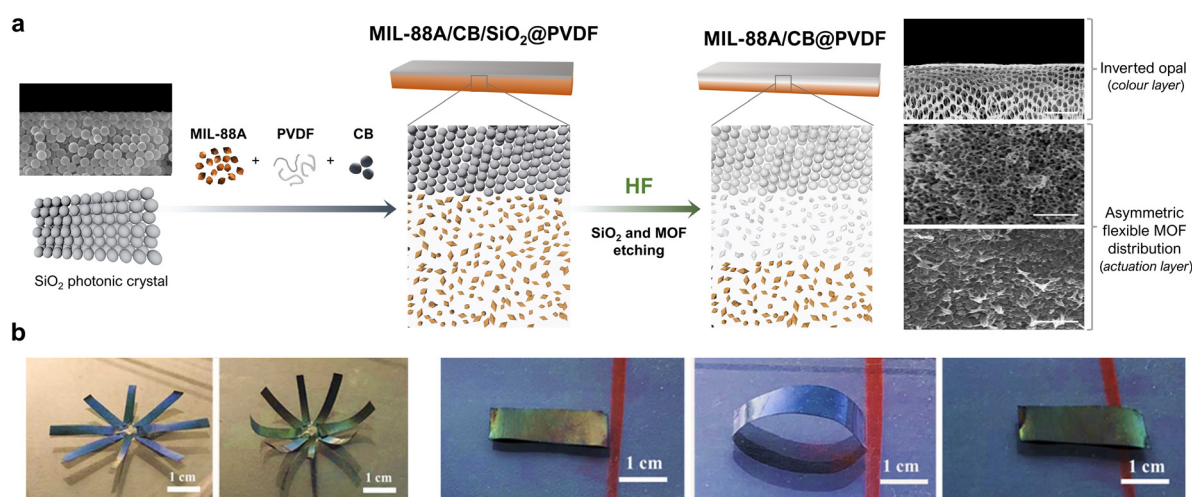 a
MIL-88A/CB/SiO2@PVDF
MIL-88A/CB@PVDF
MIL-88A
PVDF
CB
+
+
SiO2 photonic crystal
HF
SiO2 and MOF
etching
Inverted opal
(colour layer)
Asymmetric
flexible MOF
distribution
(actuation layer)
b
1 cm
1 cm
1 cm
1 cm
1 cm